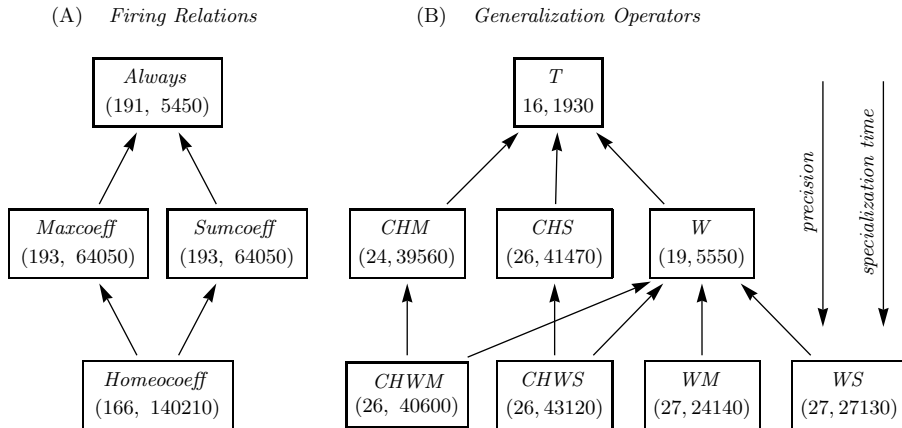 (A) Firing Relations
(B) Generalization Operators
Always
(191, 5450)
T
16, 1930
Maxcoeff
(193, 64050)
Sumcoeff
(193, 64050)
CHM
(24, 39560)
CHS
(26, 41470)
W
(19, 5550)
precision
specialization time
Homeocoeff
(166, 140210)
CHWM
(26, 40600)
CHWS
(26, 43120)
WM
(27, 24140)
WS
(27, 27130)